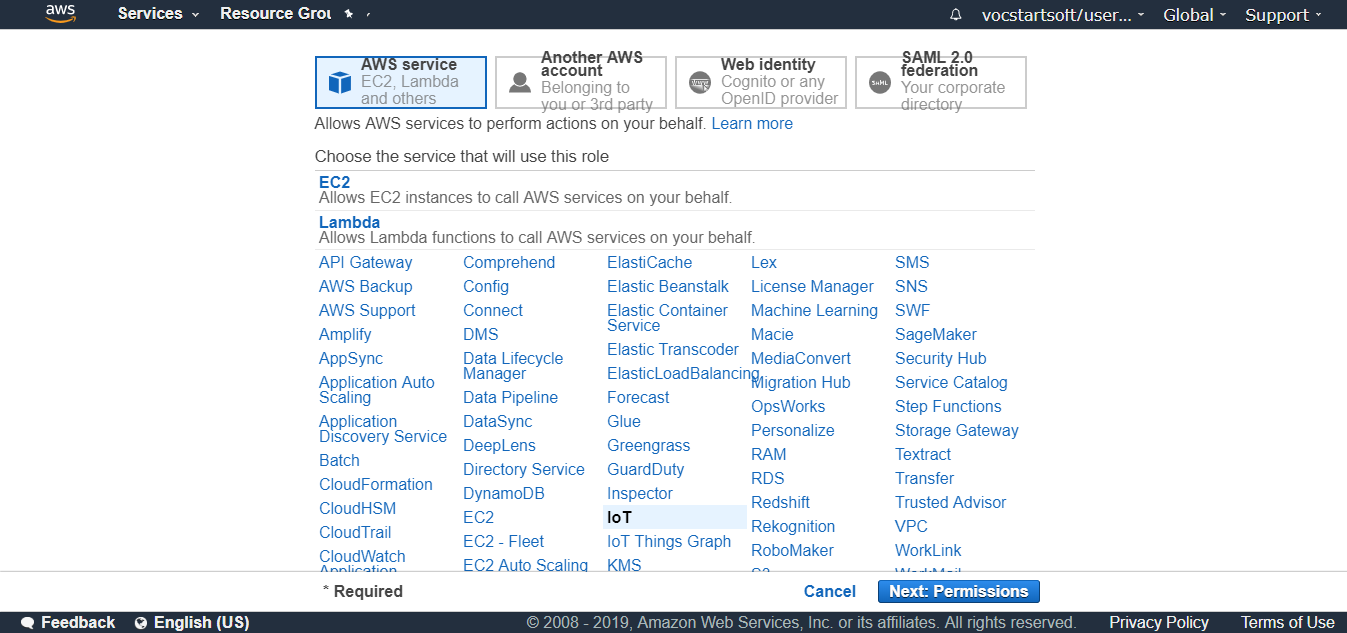 aws Services Resource Grou vocstartsoft/user... Global Support
AWS service
EC2, Lambda
and others
Another AWS
account
Belonging to
you or 3rd party
Web identity
Cognito or any
OpenID provider
SAML 2.0
federation
Your corporate
directory
Allows AWS services to perform actions on your behalf. Learn more
Choose the service that will use this role
EC2
Allows EC2 instances to call AWS services on your behalf.
Lambda
Allows Lambda functions to call AWS services on your behalf.
API Gateway
AWS Backup
AWS Support
Amplify
AppSync
Application Auto
Scaling
Application
Discovery Service
Batch
CloudFormation
CloudHSM
CloudTrail
CloudWatch
Application
Comprehend
Config
Connect
DMS
Data Lifecycle
Manager
Data Pipeline
DataSync
DeepLens
Directory Service
DynamoDB
EC2
EC2 - Fleet
EC2 Auto Scaling
ElastiCache
Elastic Beanstalk
Elastic Container
Service
Elastic Transcoder
ElasticLoadBalancing
Forecast
Glue
Greengrass
GuardDuty
Inspector
IoT
IoT Things Graph
KMS
Lex
License Manager
Machine Learning
Macie
MediaConvert
Migration Hub
OpsWorks
Personalize
RAM
RDS
Redshift
Rekognition
RoboMaker
SMS
SNS
SWF
SageMaker
Security Hub
Service Catalog
Step Functions
Storage Gateway
Textract
Transfer
Trusted Advisor
VPC
WorkLink
* Required
Cancel
Next: Permissions
Feedback English (US) © 2008 - 2019, Amazon Web Services, Inc. or its affiliates. All rights reserved. Privacy Policy Terms of Use